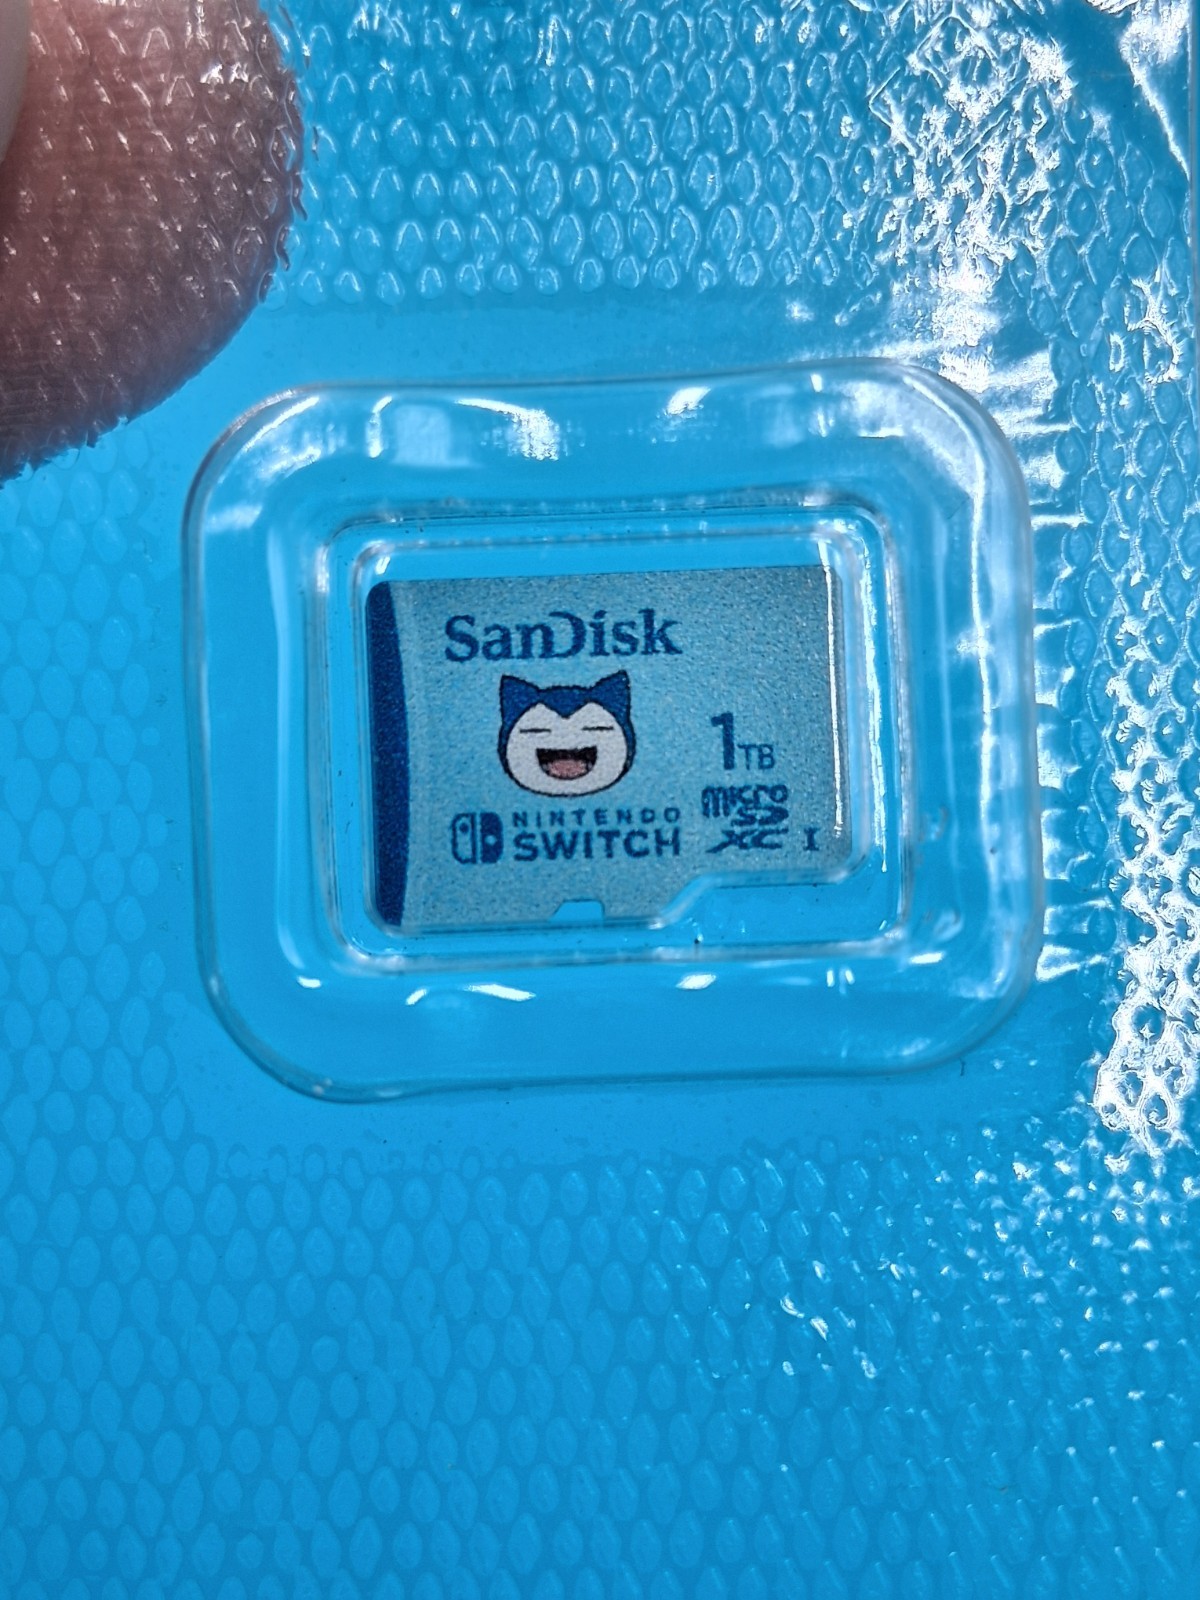 SanDisk
1TB
micro
SD
XC I
NINTENDO
SWITCH